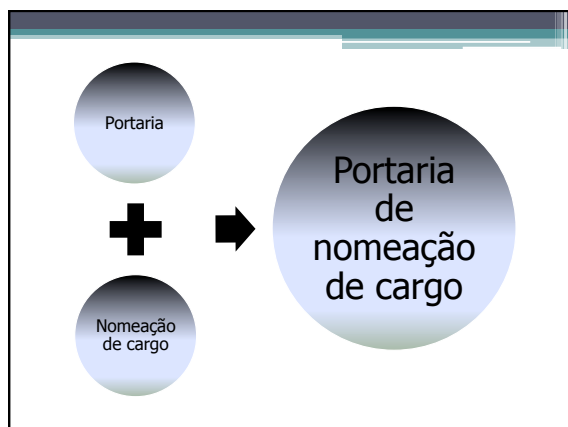 Portaria
Nomeação
de cargo
Portaria
de
nomeação
de cargo